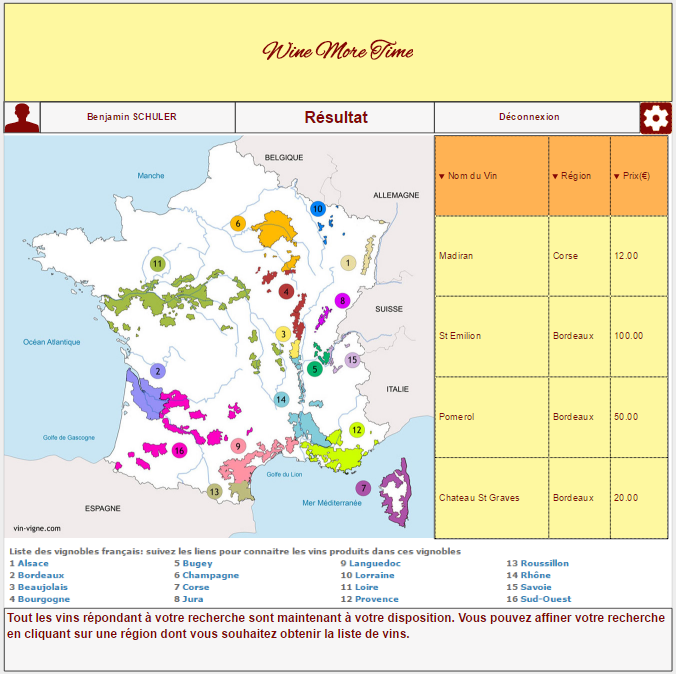 Wine More Time
Benjamin SCHULER
Résultat
Déconnexion
BELGIQUE
Manche
ALLEMAGNE
10
6
1
11
4
8
SUISSE
3
Océan Atlantique
15
5
2
ITALIE
14
12
Golfe de Gascogne
9
16
Golfe du Lion
7
13
Mer Méditerranée
ESPAGNE
vin-vigne.com
▼ Nom du Vin ▼ Région ▼ Prix(€)
Madiran Corse 12.00
St Emilion Bordeaux 100.00
Pomerol Bordeaux 50.00
Chateau St Graves Bordeaux 20.00
Liste des vignobles français: suivez les liens pour connaitre les vins produits dans ces vignobles
1 Alsace 5 Bugey 9 Languedoc 13 Roussillon
2 Bordeaux 6 Champagne 10 Lorraine 14 Rhône
3 Beaujolais 7 Corse 11 Loire 15 Savoie
4 Bourgogne 8 Jura 12 Provence 16 Sud-Ouest
Tout les vins répondant à votre recherche sont maintenant à votre disposition. Vous pouvez affiner votre recherche
en cliquant sur une région dont vous souhaitez obtenir la liste de vins.